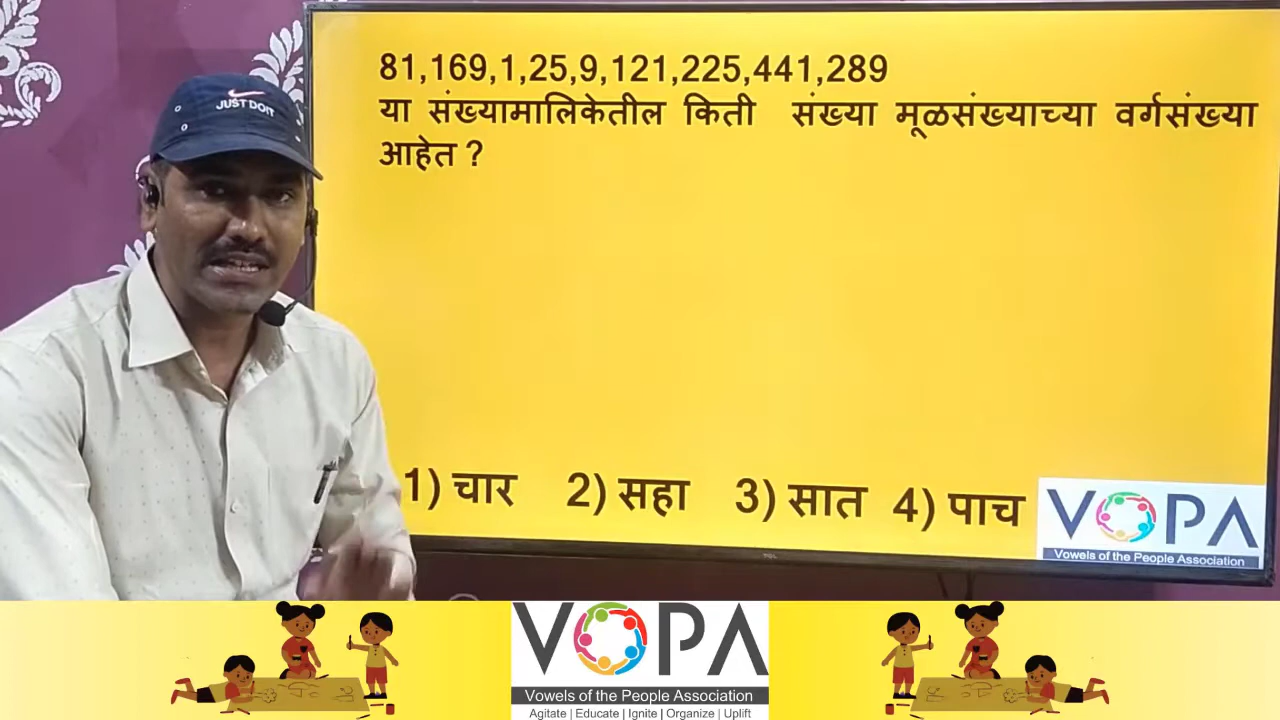 81,169,1,25,9,121,225,441,289
या संख्यामालिकेतील किती संख्या मूळसंख्याच्या वर्गसंख्या
आहेत ?
JUST DO IT
1) चार 2) सहा 3) सात 4) पाच
VOPA
Vowels of the People Association
TCL
VOPA
Vowels of the People Association
Agitate | Educate | Ignite | Organize | Uplift